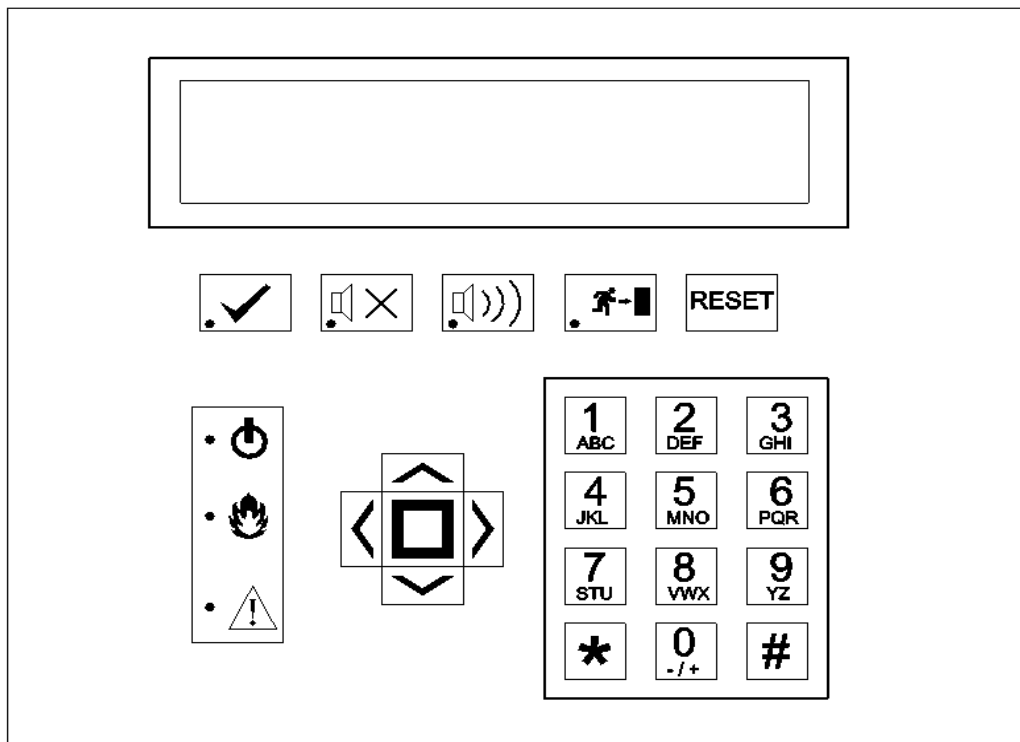 RESET
1 2 3
ABC DEF GHI
4 5 6
JKL MNO PQR
7 8 9
STU VWX YZ
* 0 #
- / +